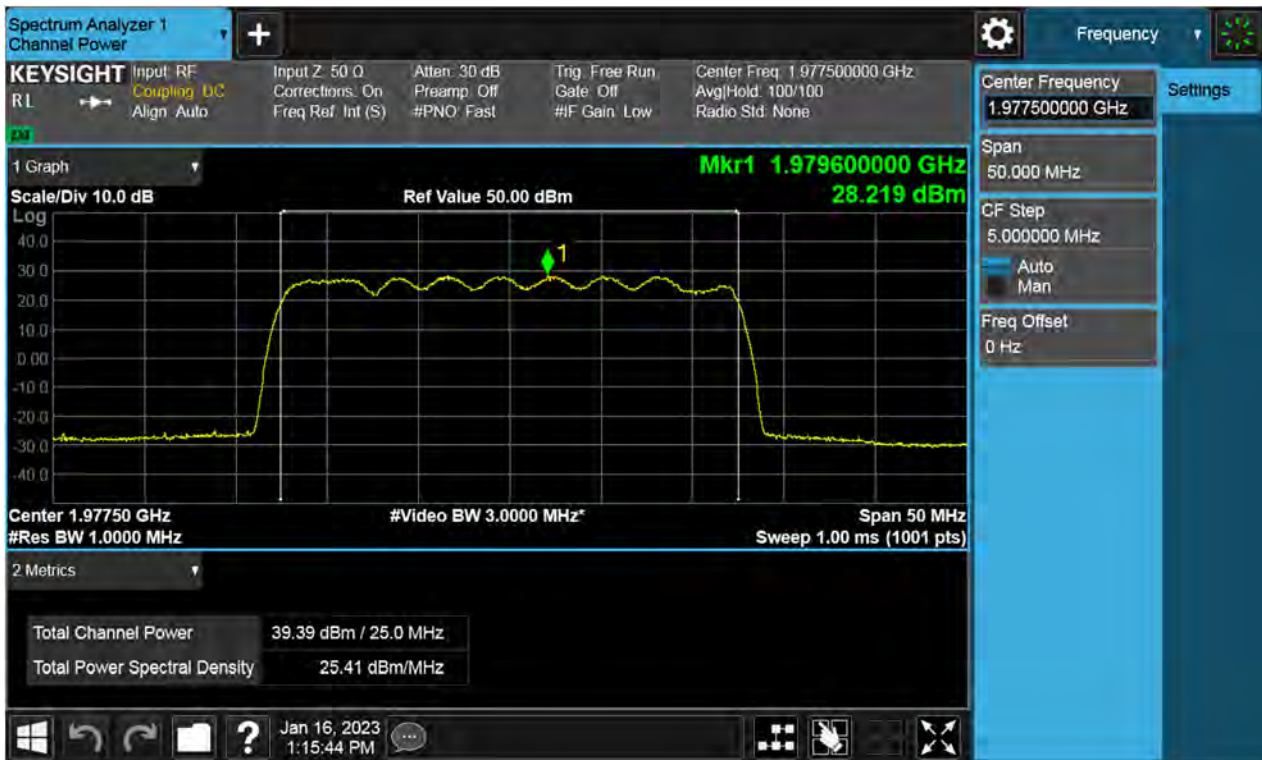 Spectrum Analyzer 1
Channel Power
Frequency
KEYSIGHT Input: RF Input Z: 50 Ω Atten: 30 dB Trig: Free Run Center Freq: 1.977500000 GHz
RL Coupling: DC Corrections: On Preamp: Off Gate: Off Avg|Hold: 100/100
Align: Auto Freq Ref: Int (S) #PNO: Fast #IF Gain: Low Radio Std: None
1 Graph
Mkr1 1.979600000 GHz
28.219 dBm
Scale/Div 10.0 dB
Ref Value 50.00 dBm
Log
40.0
30.0
20.0
10.0
0.00
-10.0
-20.0
-30.0
-40.0
1
Center 1.97750 GHz
#Video BW 3.0000 MHz*
Span 50 MHz
#Res BW 1.0000 MHz
Sweep 1.00 ms (1001 pts)
2 Metrics
Total Channel Power 39.39 dBm / 25.0 MHz
Total Power Spectral Density 25.41 dBm/MHz
Jan 16, 2023
1:15:44 PM
Center Frequency
1.977500000 GHz
Settings
Span
50.000 MHz
CF Step
5.000000 MHz
Auto
Man
Freq Offset
0 Hz